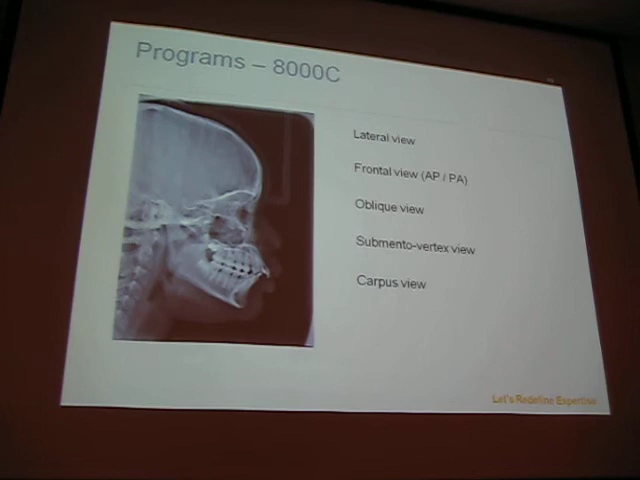 Programs – 8000C
Lateral view
Frontal view (AP / PA)
Oblique view
Submento-vertex view
Carpus view
Let's Redefine Expertise